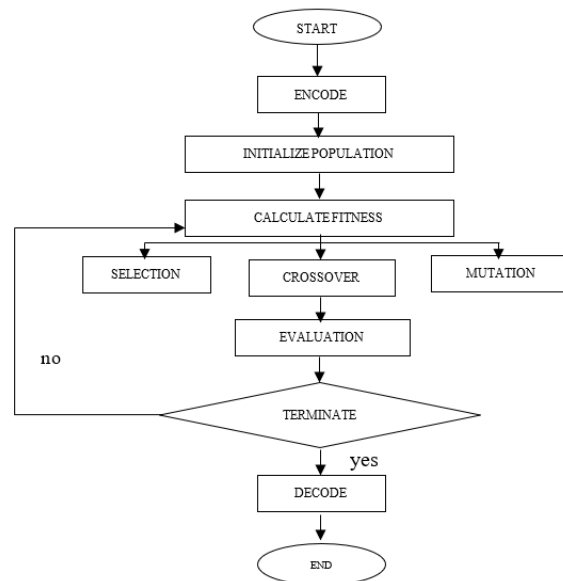 START
ENCODE
INITIALIZE POPULATION
CALCULATE FITNESS
SELECTION
CROSSOVER
MUTATION
EVALUATION
no
TERMINATE
yes
DECODE
END